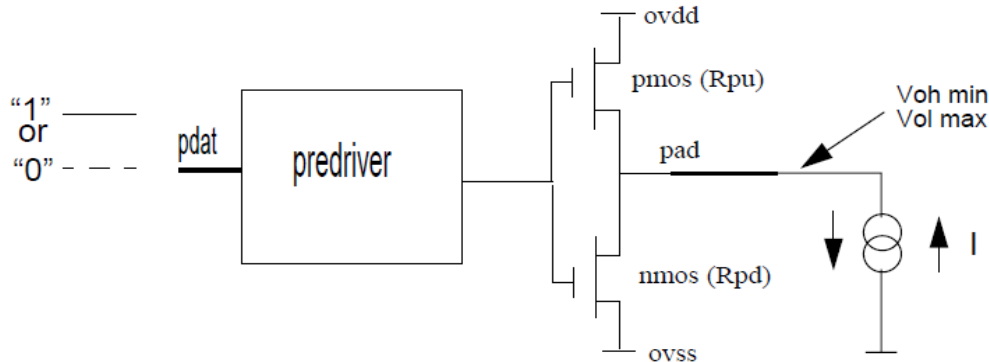 ovdd
pmos (Rpu)
Voh min
Vol max
“1”
or
“0”
pdat
predriver
pad
I
nmos (Rpd)
ovss